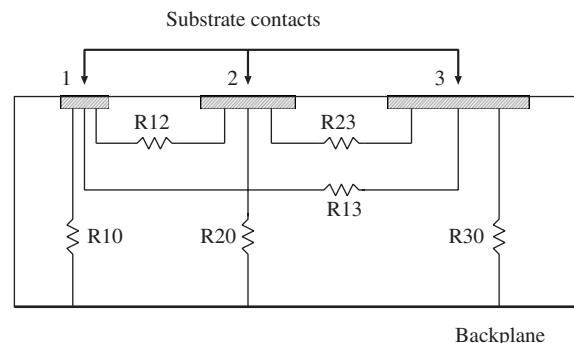 Substrate contacts
1 2 3
R12 R23
R13
R10 R20 R30
Backplane